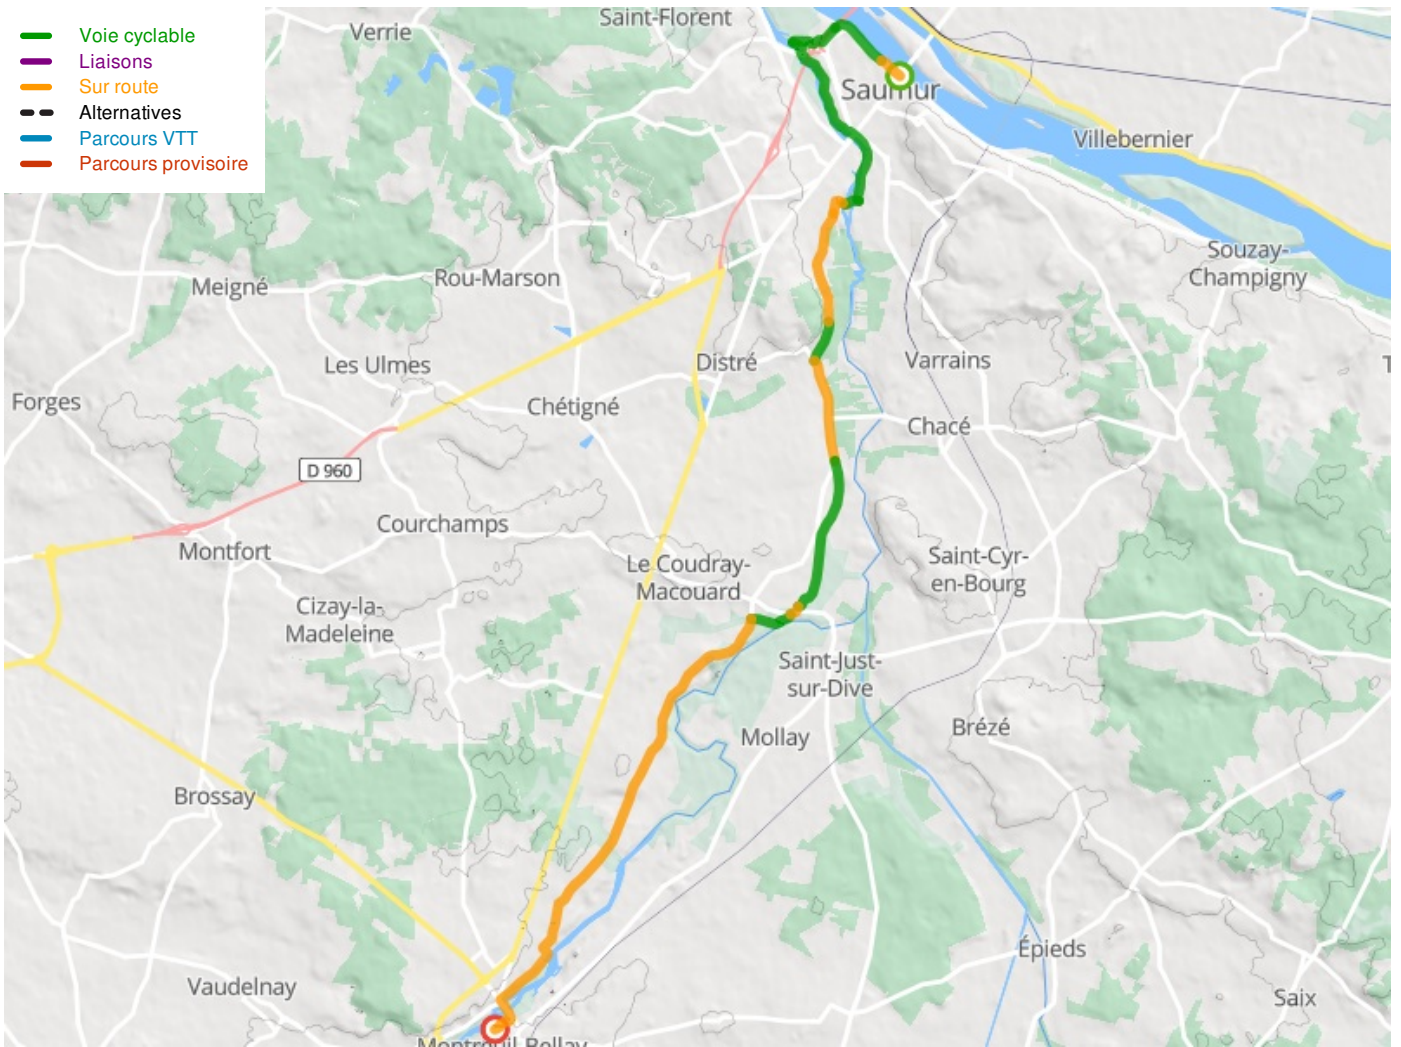 Voie cyclable
Liaisons
Sur route
Alternatives
Parcours VTT
Parcours provisoire
Saint-Florent
Verrie
Saumur
Villebernier
Souzay-
Champigny
Rou-Marson
Meigné
Les Ulmes
Distré
Varrains
Forges
Chétigné
Chacé
D 960
Courchamps
Montfort
Le Coudray-
Macouard
Saint-Cyr-
en-Bourg
Cizay-la-
Madeleine
Saint-Just-
sur-Dive
Brézé
Mollay
Brossay
Épieds
Vaudelnay
Saix
Montreuil-Bellay